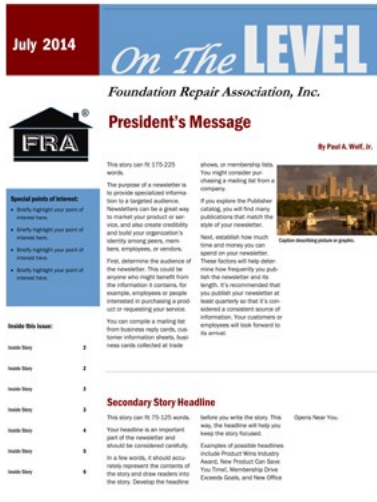 July 2014
On The LEVEL
Foundation Repair Association, Inc.
®
FRA
President's Message
By Paul A. Wolf, Jr.
This story can fit 175-225
words.
The purpose of a newsletter is
to provide specialized informa-
tion to a targeted audience.
Newsletters can be a great way
to market your product or ser-
vice, and also create credibility
and build your organization's
identity among peers, mem-
bers, employees, or vendors.
First, determine the audience of
the newsletter. This could be
anyone who might benefit from
the information it contains, for
example, employees or people
interested in purchasing a prod-
uct or requesting your service.
You can compile a mailing list
from business reply cards, cus-
tomer information sheets, busi-
ness cards collected at trade
shows, or membership lists.
You might consider pur-
chasing a mailing list from a
company.
If you explore the Publisher
catalog, you will find many
publications that match the
style of your newsletter.
Next, establish how much
time and money you can
spend on your newsletter.
These factors will help deter-
mine how frequently you pub-
lish the newsletter and its
length. It's recommended that
you publish your newsletter at
least quarterly so that it's con-
sidered a consistent source of
information. Your customers or
employees will look forward to
its arrival.
Caption describing picture or graphic.
Special points of interest:
• Briefly highlight your point of
interest here.
• Briefly highlight your point of
interest here.
• Briefly highlight your point of
interest here.
• Briefly highlight your point of
interest here.
Inside this issue:
Inside Story 2
Inside Story 2
Inside Story 2
Inside Story 3
Inside Story 4
Inside Story 5
Inside Story 6
Secondary Story Headline
This story can fit 75-125 words.
Your headline is an important
part of the newsletter and
should be considered carefully.
In a few words, it should accu-
rately represent the contents of
the story and draw readers into
the story. Develop the headline
before you write the story. This
way, the headline will help you
keep the story focused.
Examples of possible headlines
include Product Wins Industry
Award, New Product Can Save
You Time!, Membership Drive
Exceeds Goals, and New Office
Opens Near You.